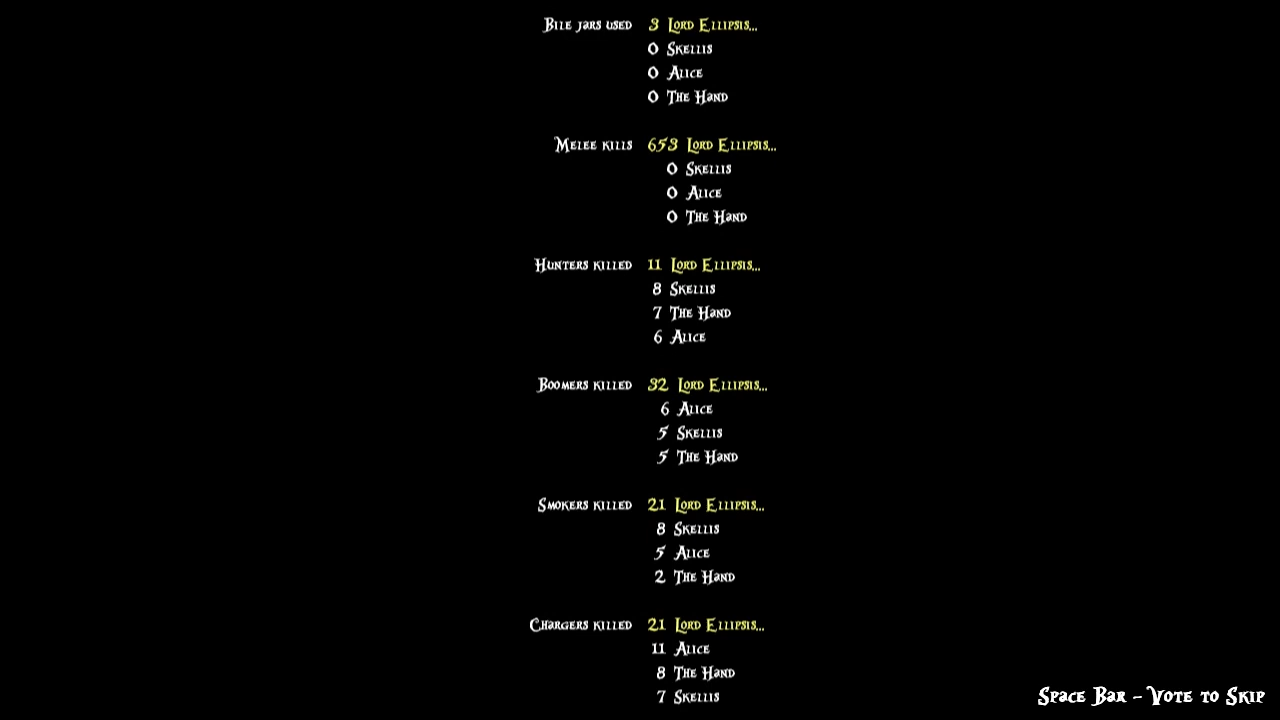 Bile jars used 3 Lord Ellipsis...
0 Skellis
0 Alice
0 The Hand
Melee kills 653 Lord Ellipsis...
0 Skellis
0 Alice
0 The Hand
Hunters killed 11 Lord Ellipsis...
8 Skellis
7 The Hand
6 Alice
Boomers killed 32 Lord Ellipsis...
6 Alice
5 Skellis
5 The Hand
Smokers killed 21 Lord Ellipsis...
8 Skellis
5 Alice
2 The Hand
Chargers killed 21 Lord Ellipsis...
11 Alice
8 The Hand
7 Skellis
Space Bar - Vote to Skip